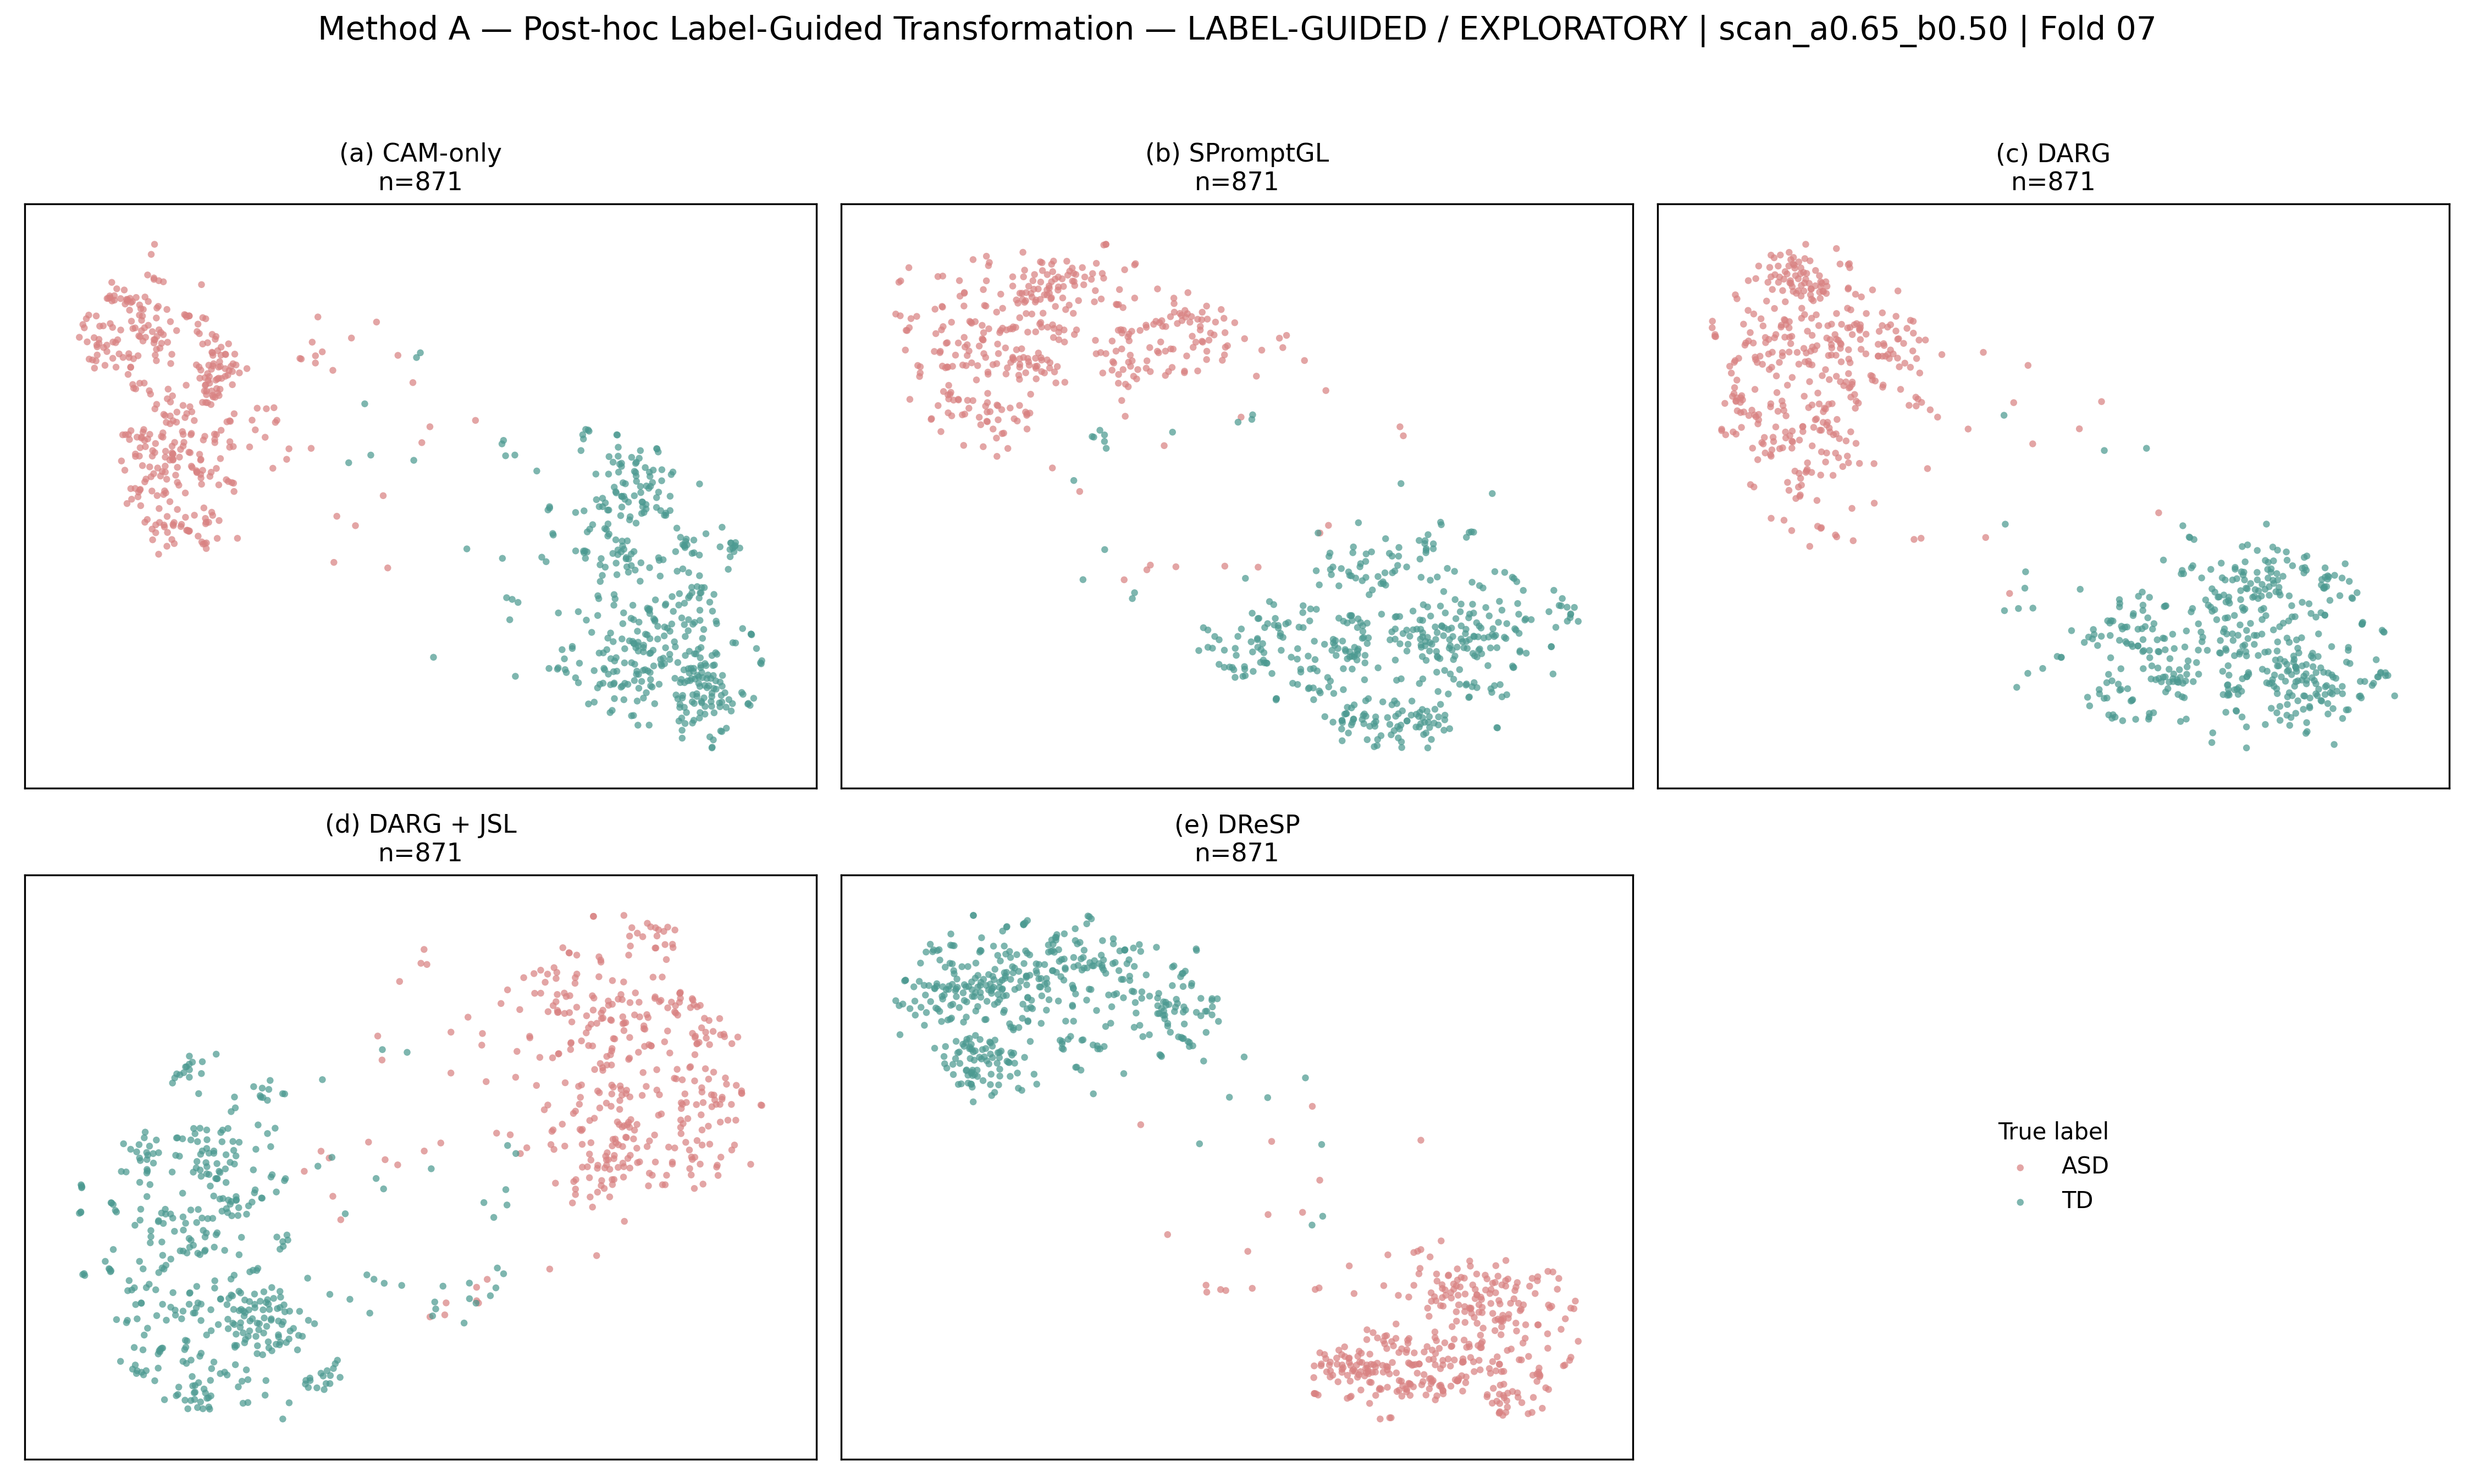 Method A — Post-hoc Label-Guided Transformation — LABEL-GUIDED / EXPLORATORY | scan_a0.65_b0.50 | Fold 07
(a) CAM-only
n=871
(b) SPromptGL
n=871
(c) DARG
n=871
(d) DARG + JSL
n=871
(e) DReSP
n=871
True label
ASD
TD